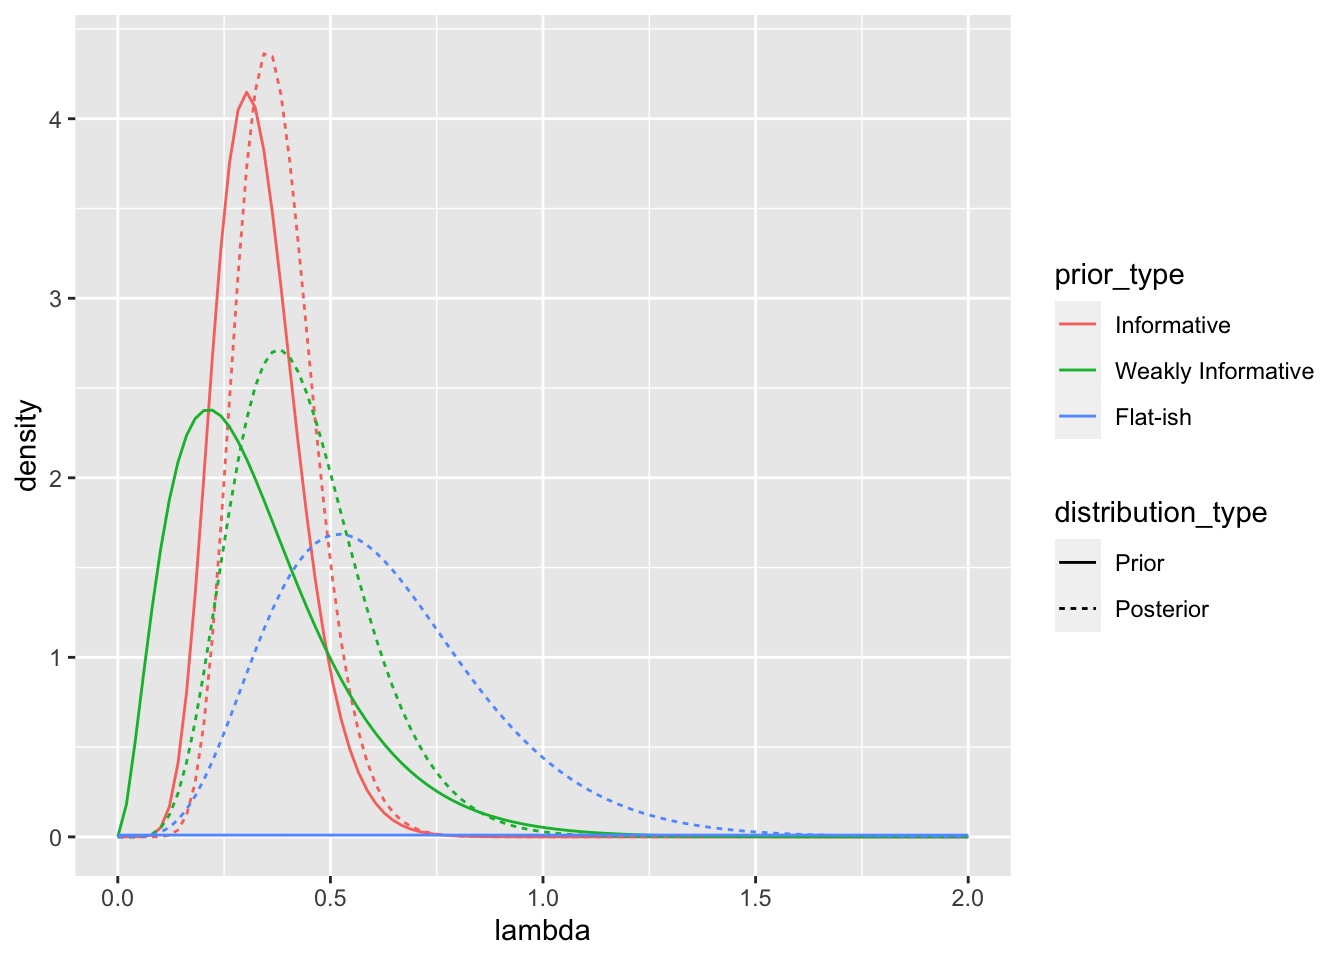 density
4
3
2
1
0
0.0 0.5 1.0 1.5 2.0
lambda
prior_type
Informative
Weakly Informative
Flat-ish
distribution_type
Prior
Posterior